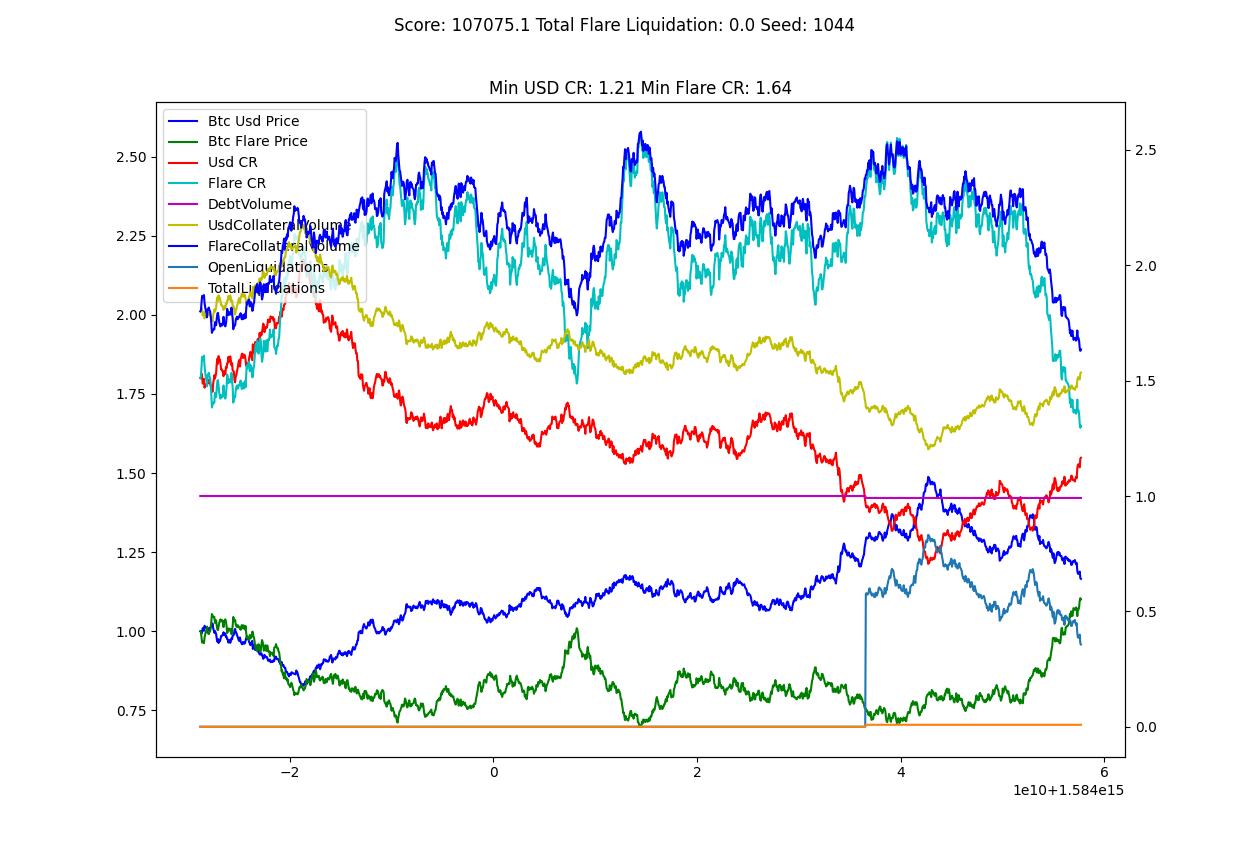 Score: 107075.1 Total Flare Liquidation: 0.0 Seed: 1044
Min USD CR: 1.21 Min Flare CR: 1.64
Btc Usd Price
Btc Flare Price
Usd CR
Flare CR
DebtVolume
UsdCollateralVolume
FlareCollateralVolume
OpenLiquidations
TotalLiquidations
2.50
2.25
2.00
1.75
1.50
1.25
1.00
0.75
2.5
2.0
1.5
1.0
0.5
0.0
−2 0 2 4 6
1e10+1.584e15